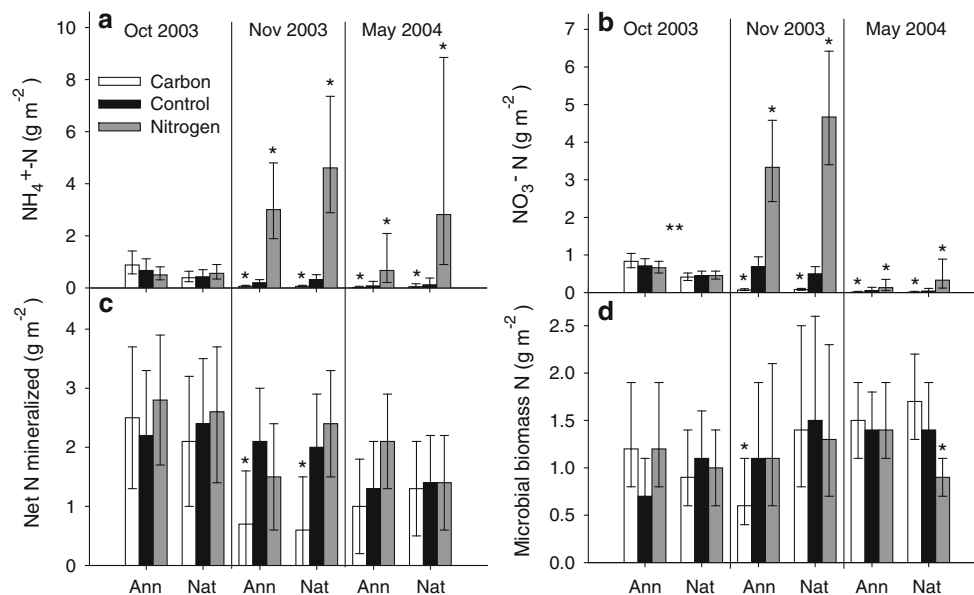 a
Oct 2003 Nov 2003 May 2004
NH4+-N (g m-2)
10
8
6
4
2
0
Carbon
Control
Nitrogen
* * * * * * * *
b
Oct 2003 Nov 2003 May 2004
NO3- N (g m-2)
7
6
5
4
3
2
1
0
** * * * * * * * *
c
Net N mineralized (g m-2)
4
3
2
1
0
* *
Ann Nat Ann Nat Ann Nat
d
Microbial biomass N (g m-2)
2.5
2.0
1.5
1.0
0.5
0.0
* *
Ann Nat Ann Nat Ann Nat